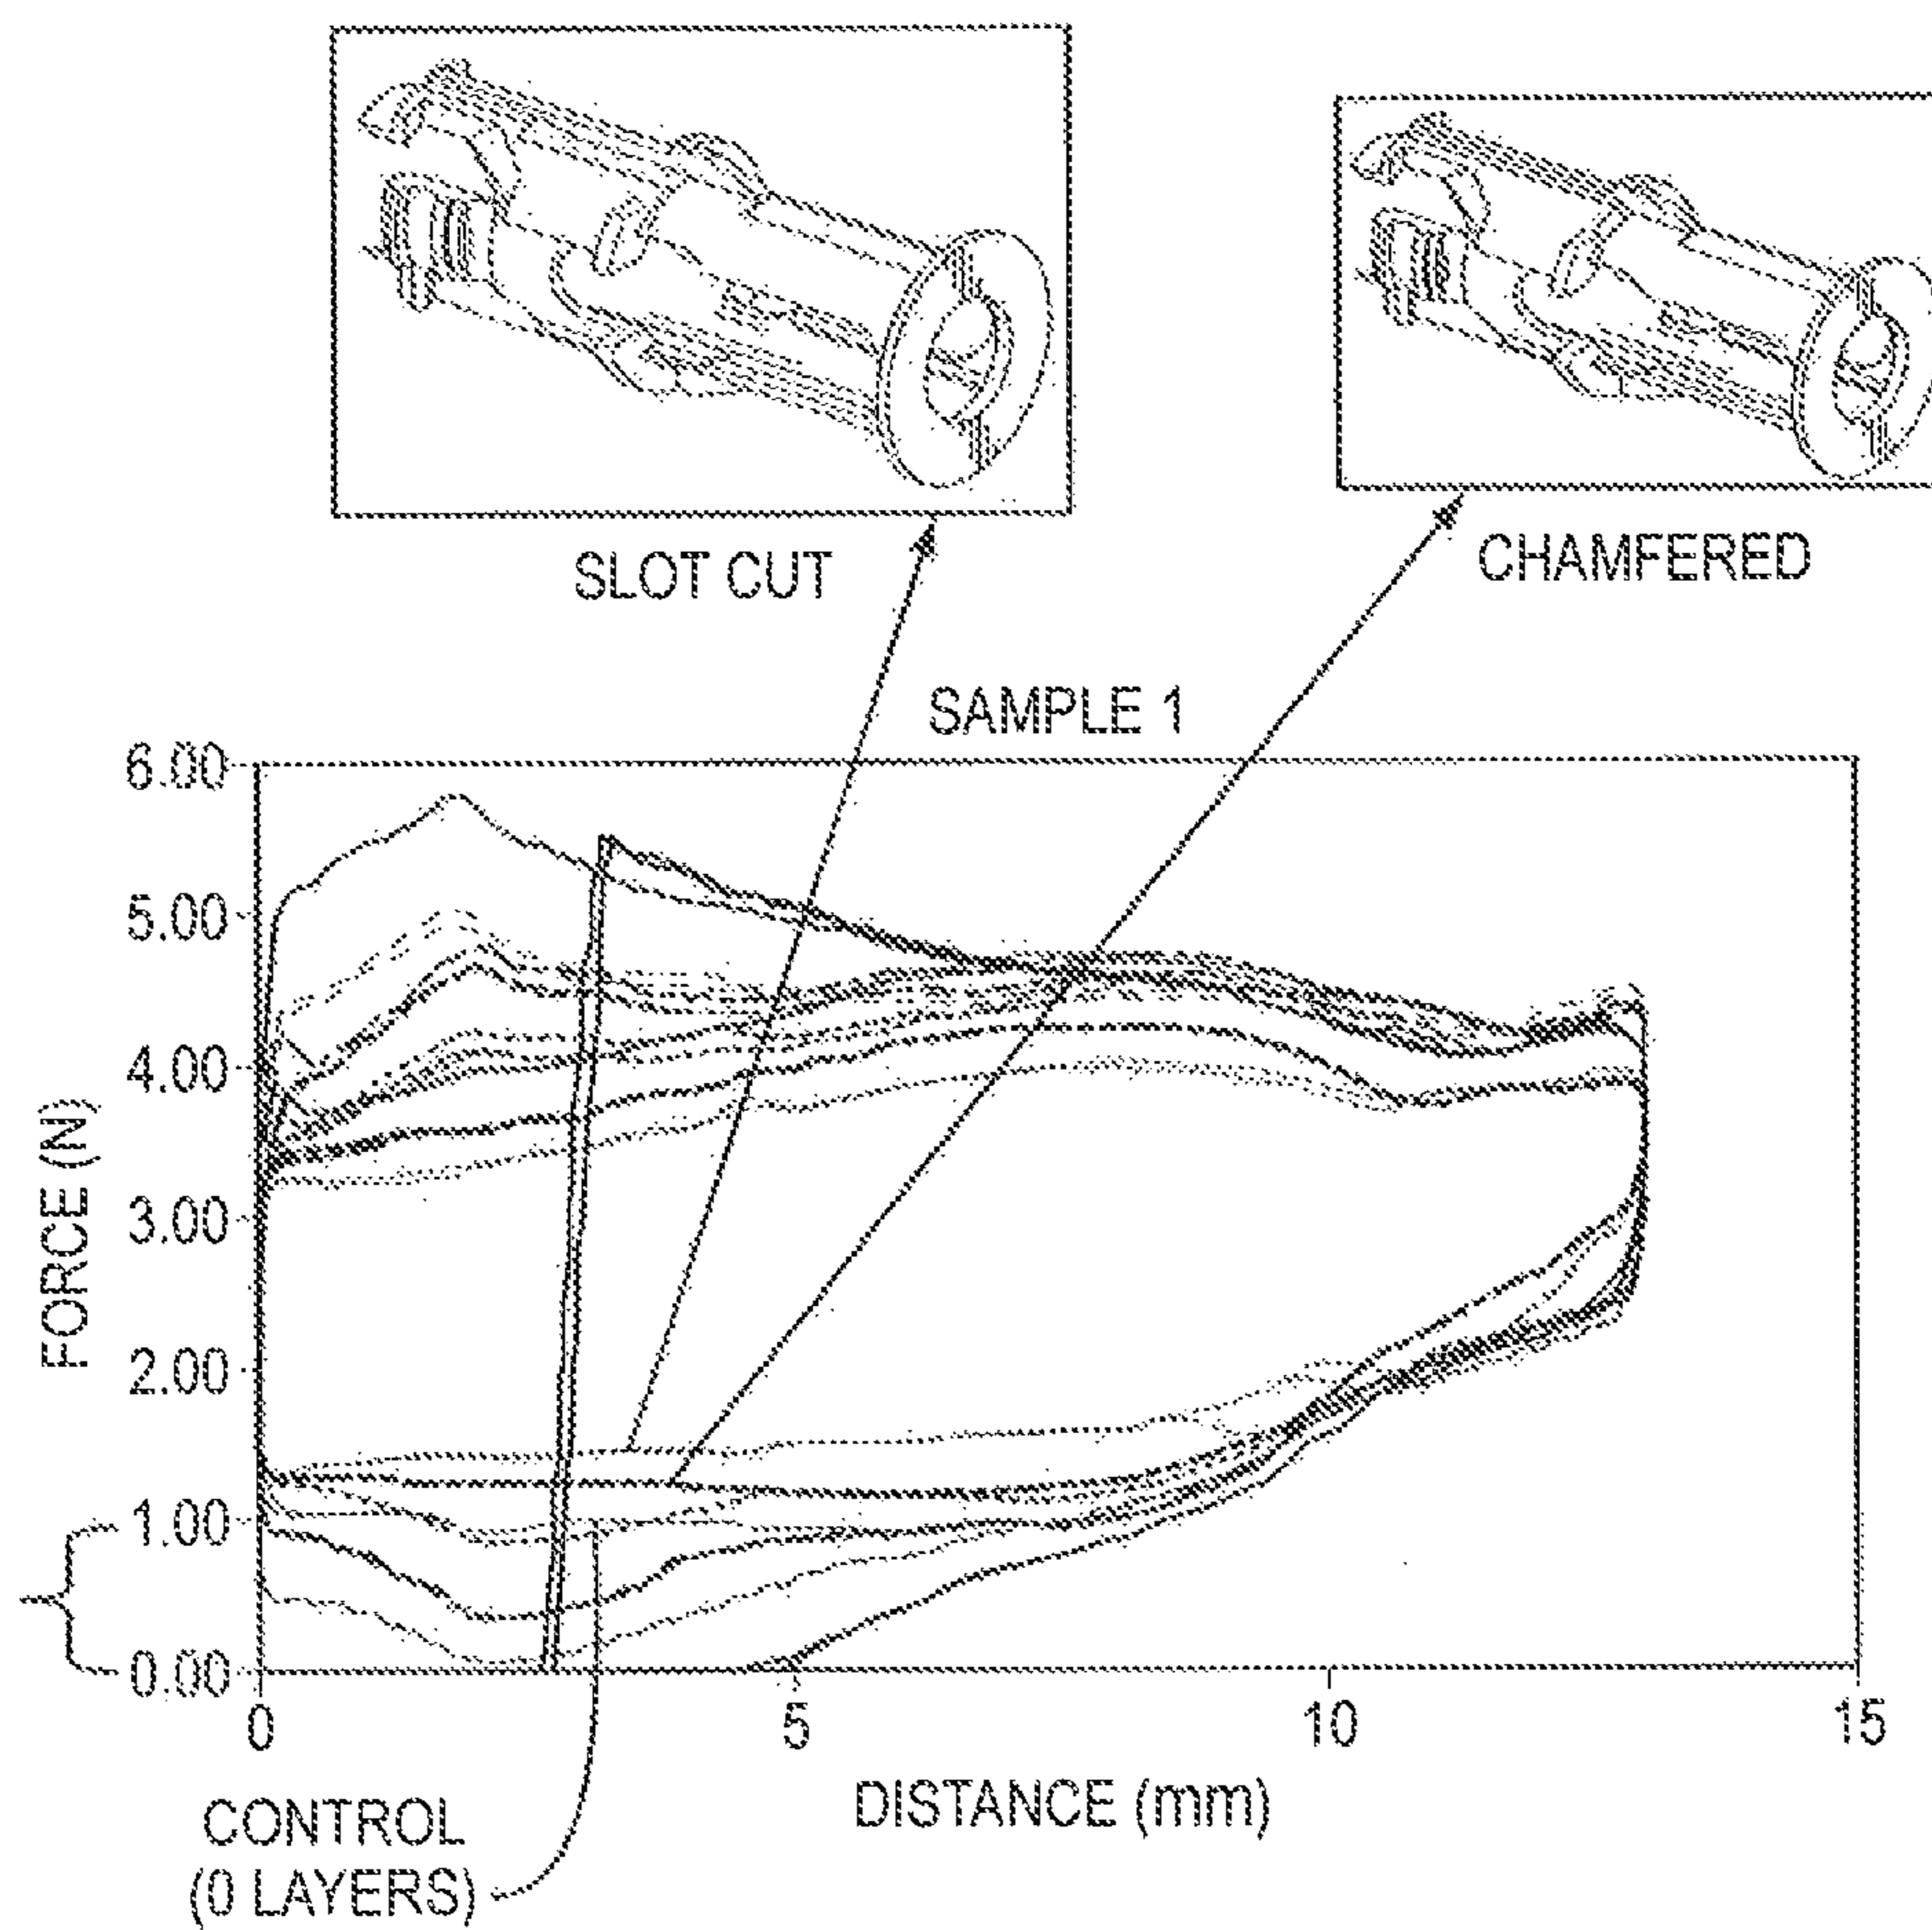 SLOT CUT
CHAMFERED
SAMPLE 1
6.00
5.00
4.00
3.00
2.00
1.00
0.00
FORCE (N)
0
5
10
15
DISTANCE (mm)
CONTROL
(0 LAYERS)